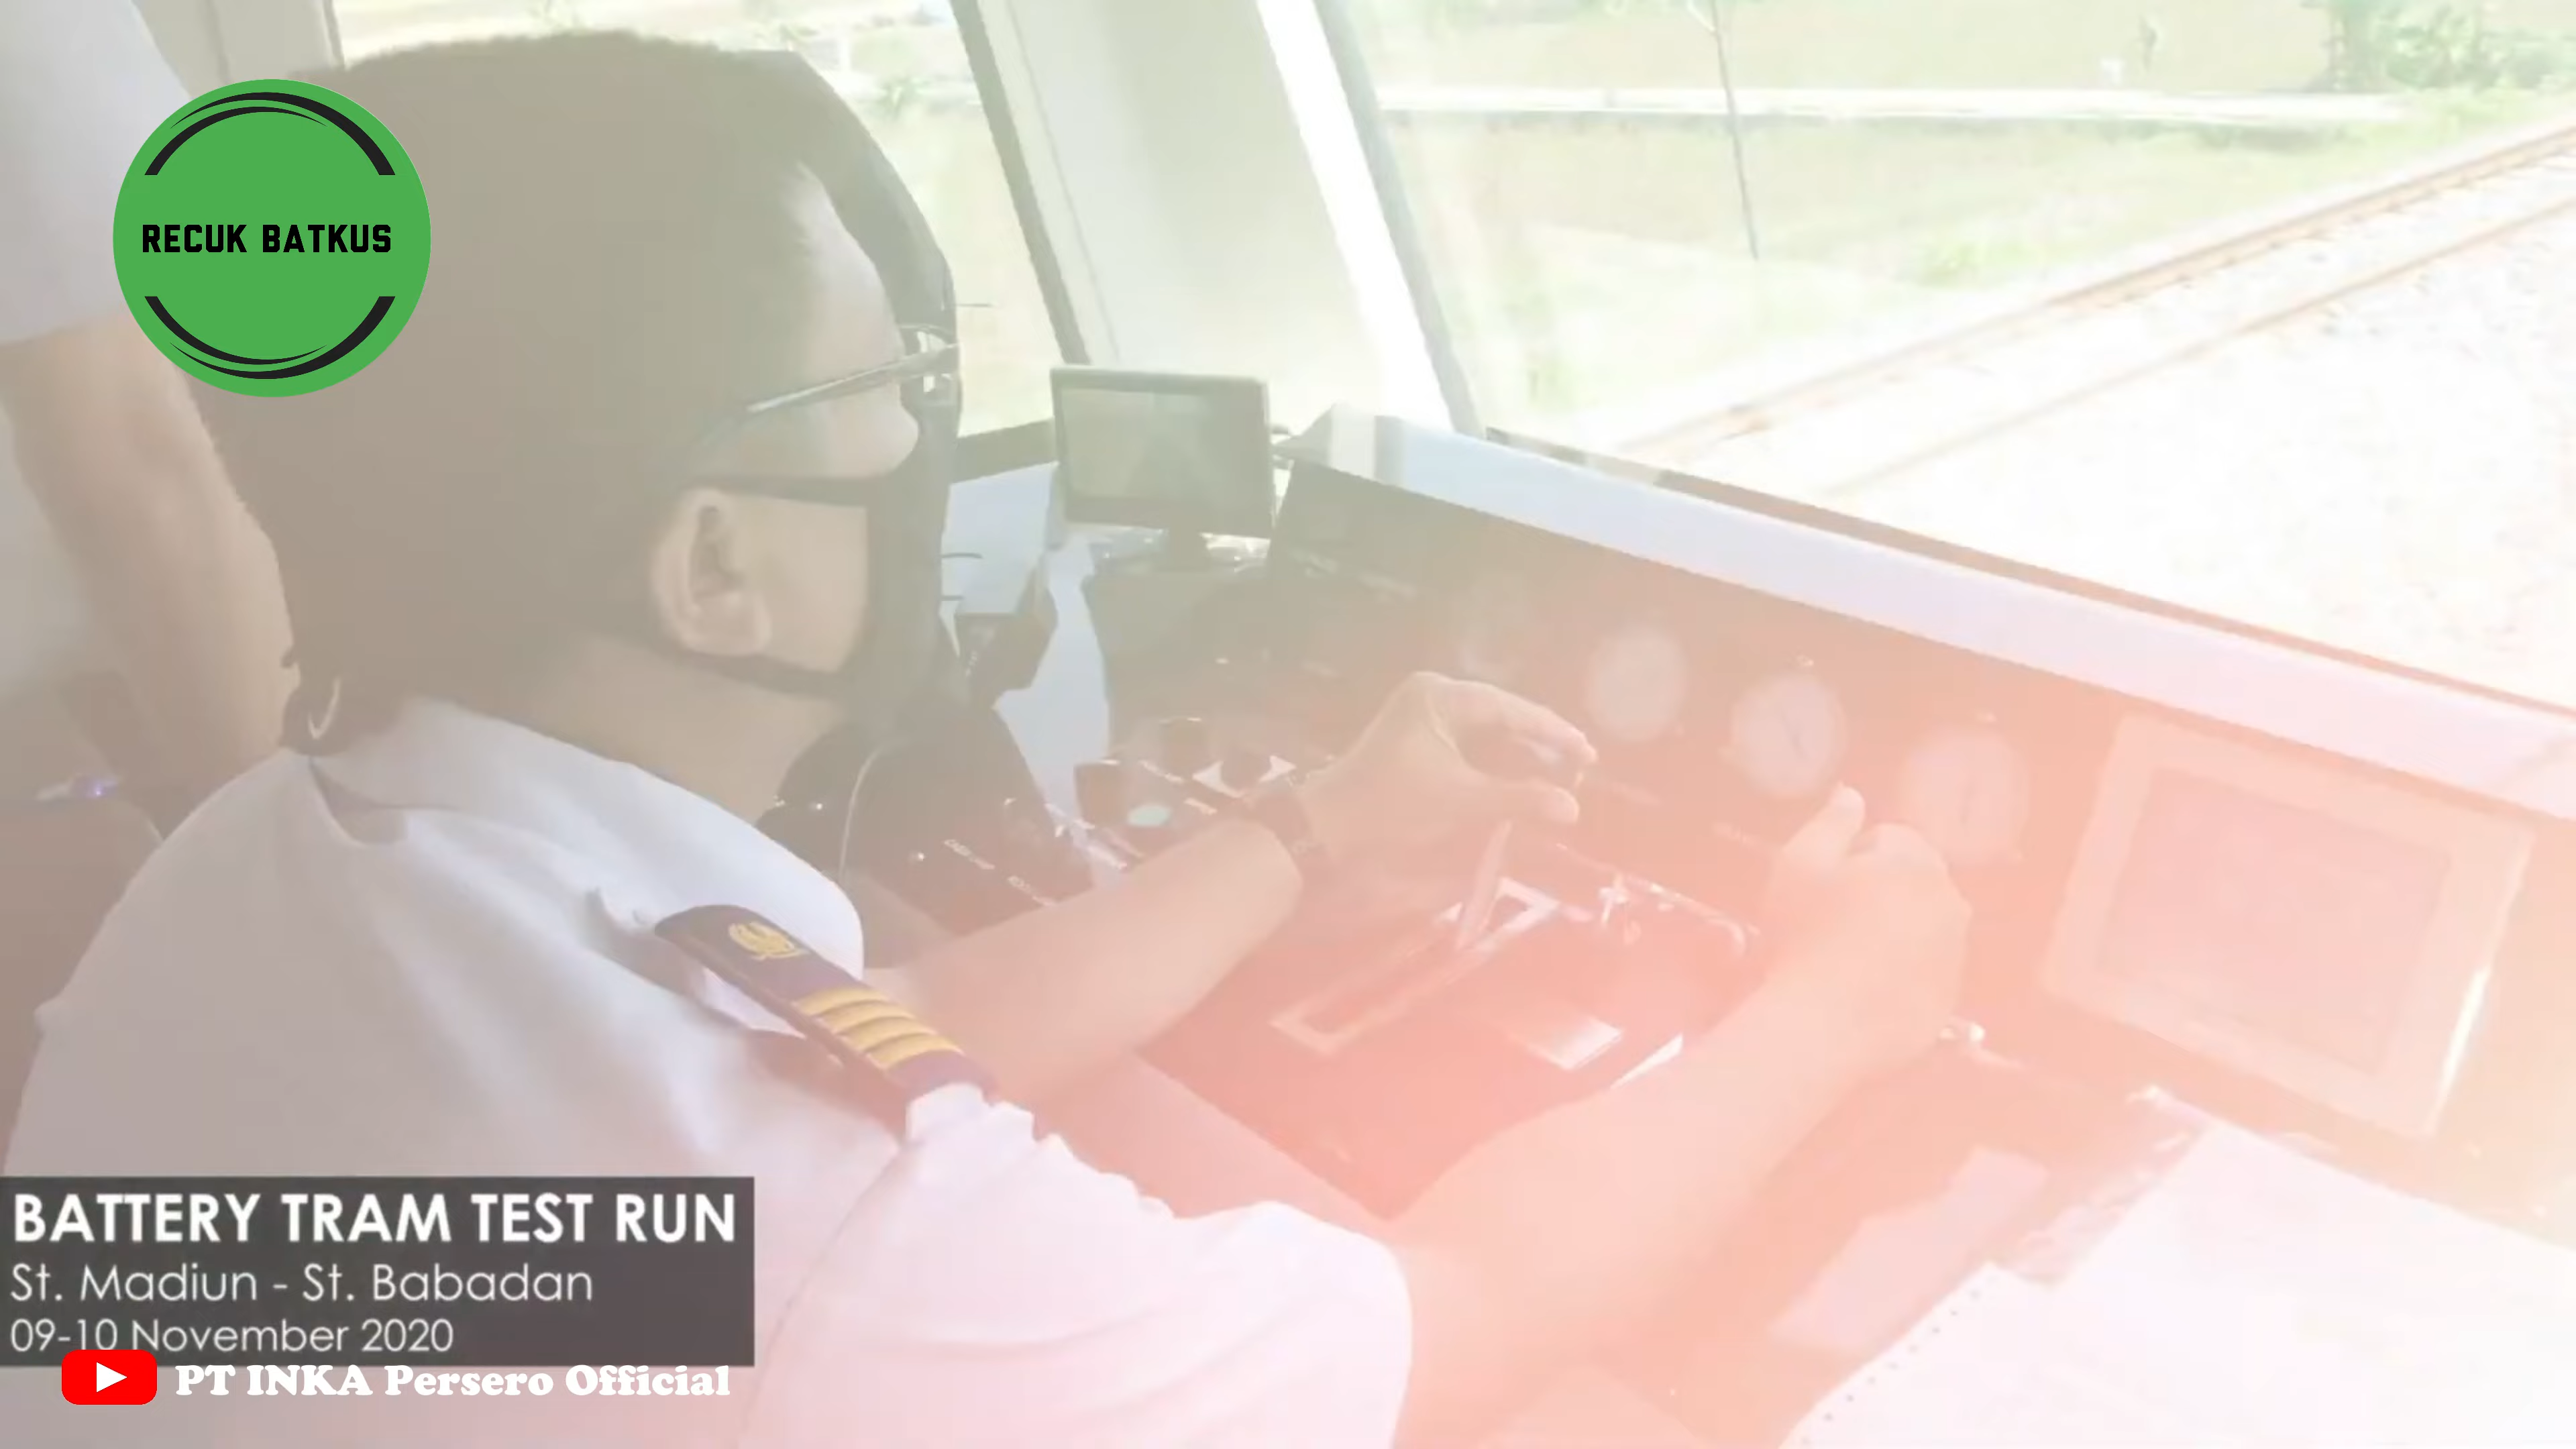 RECUK BATKUS
BATTERY TRAM TEST RUN
St. Madiun - St. Babadan
09-10 November 2020
PT INKA Persero Official